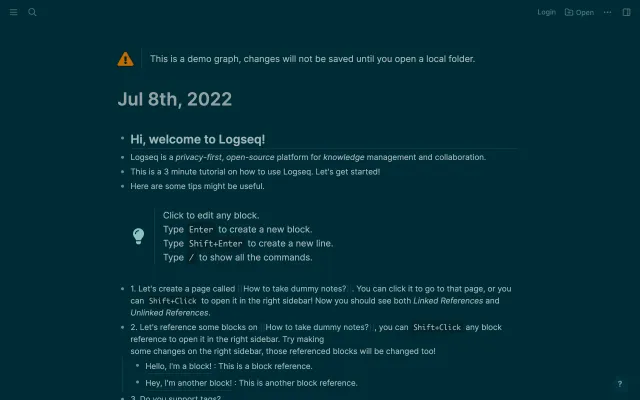 Login Open
This is a demo graph, changes will not be saved until you open a local folder.
Jul 8th, 2022
Hi, welcome to Logseq!
Logseq is a privacy-first, open-source platform for knowledge management and collaboration.
This is a 3 minute tutorial on how to use Logseq. Let's get started!
Here are some tips might be useful.
Click to edit any block.
Type Enter to create a new block.
Type Shift+Enter to create a new line.
Type / to show all the commands.
1. Let's create a page called [[How to take dummy notes?]] . You can click it to go to that page, or you
can Shift+Click to open it in the right sidebar! Now you should see both Linked References and
Unlinked References.
2. Let's reference some blocks on [[How to take dummy notes?]] , you can Shift+Click any block
reference to open it in the right sidebar. Try making
some changes on the right sidebar, those referenced blocks will be changed too!
Hello, I'm a block! : This is a block reference.
Hey, I'm another block! : This is another block reference.
3. Do you support tags?
?